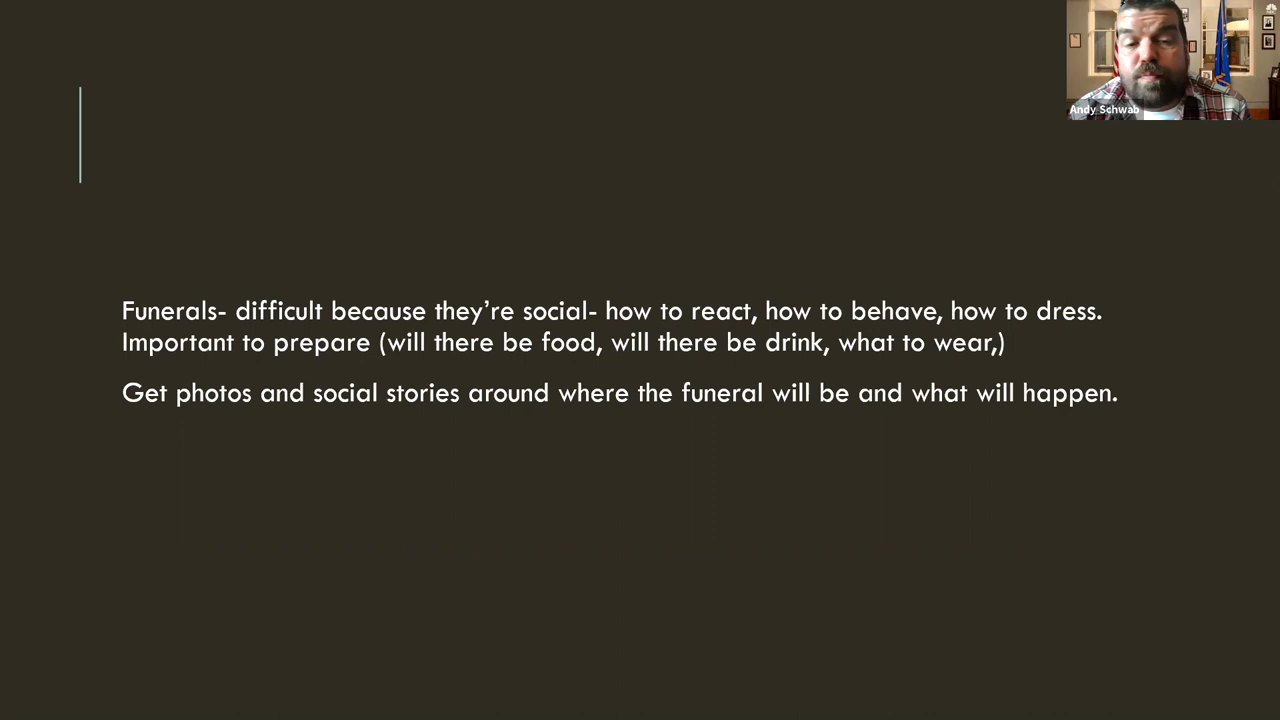 Andy Schwab
Funerals- difficult because they’re social- how to react, how to behave, how to dress.
Important to prepare (will there be food, will there be drink, what to wear,)
Get photos and social stories around where the funeral will be and what will happen.